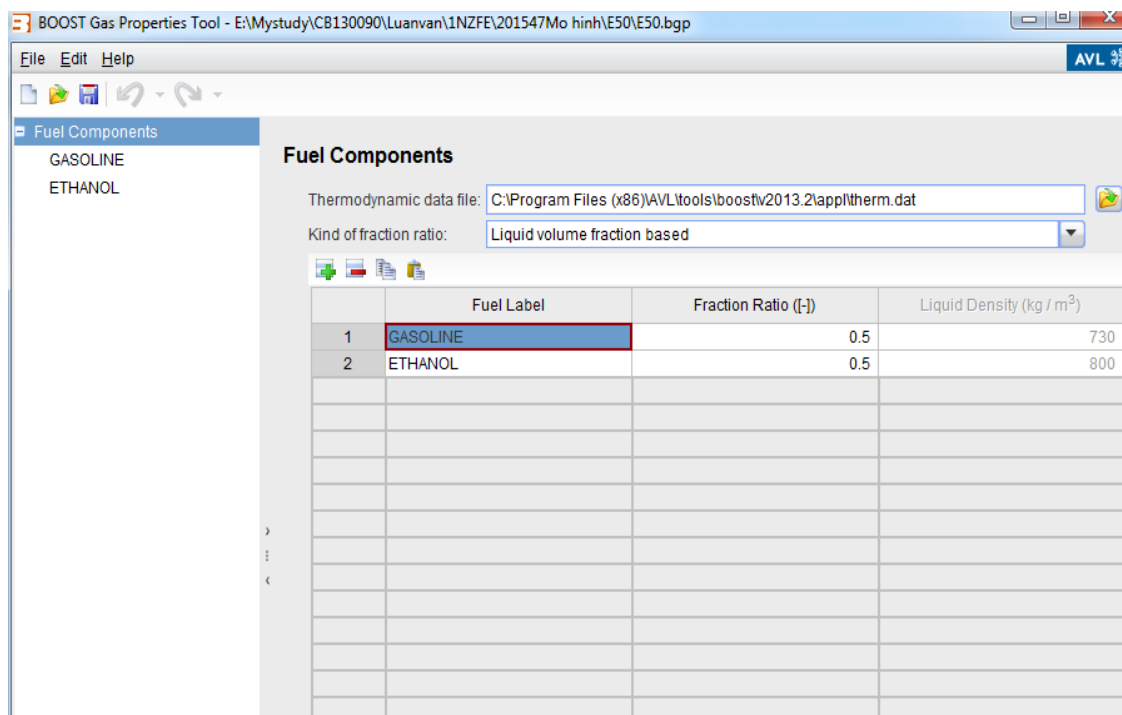 BOOST Gas Properties Tool - E:\Mystudy\CB130090\Luanvan\1NZFE\201547Mo hinh\E50\E50.bgp
File Edit Help
AVL
Fuel Components
GASOLINE
ETHANOL
Fuel Components
Thermodynamic data file: C:\Program Files (x86)\AVL\tools\boost\v2013.2\appl\therm.dat
Kind of fraction ratio: Liquid volume fraction based
Fuel Label Fraction Ratio ([-]) Liquid Density (kg / m³)
1 GASOLINE 0.5 730
2 ETHANOL 0.5 800